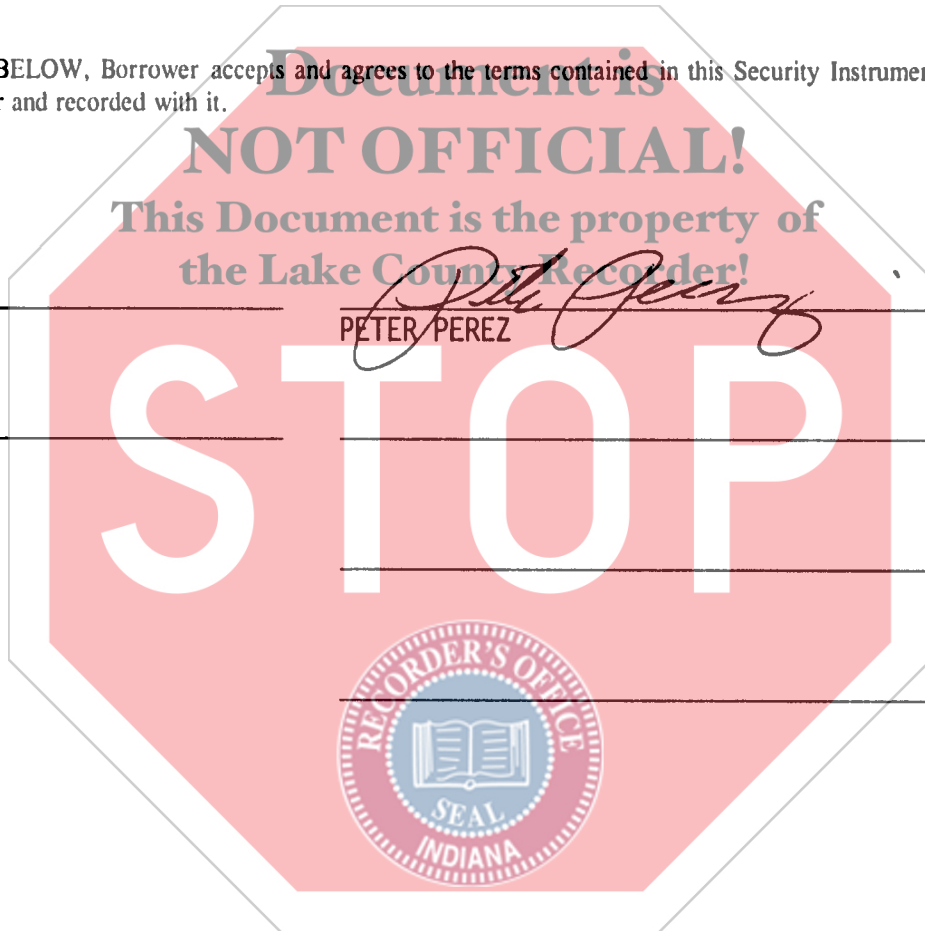 BELOW, Borrower accepts and agrees to the terms contained in this Security Instrumen
r and recorded with it.
Document is
NOT OFFICIAL!
This Document is the property of
the Lake County Recorder!
PETER PEREZ
STOP
RECORDER'S OFFICE
SEAL
INDIANA